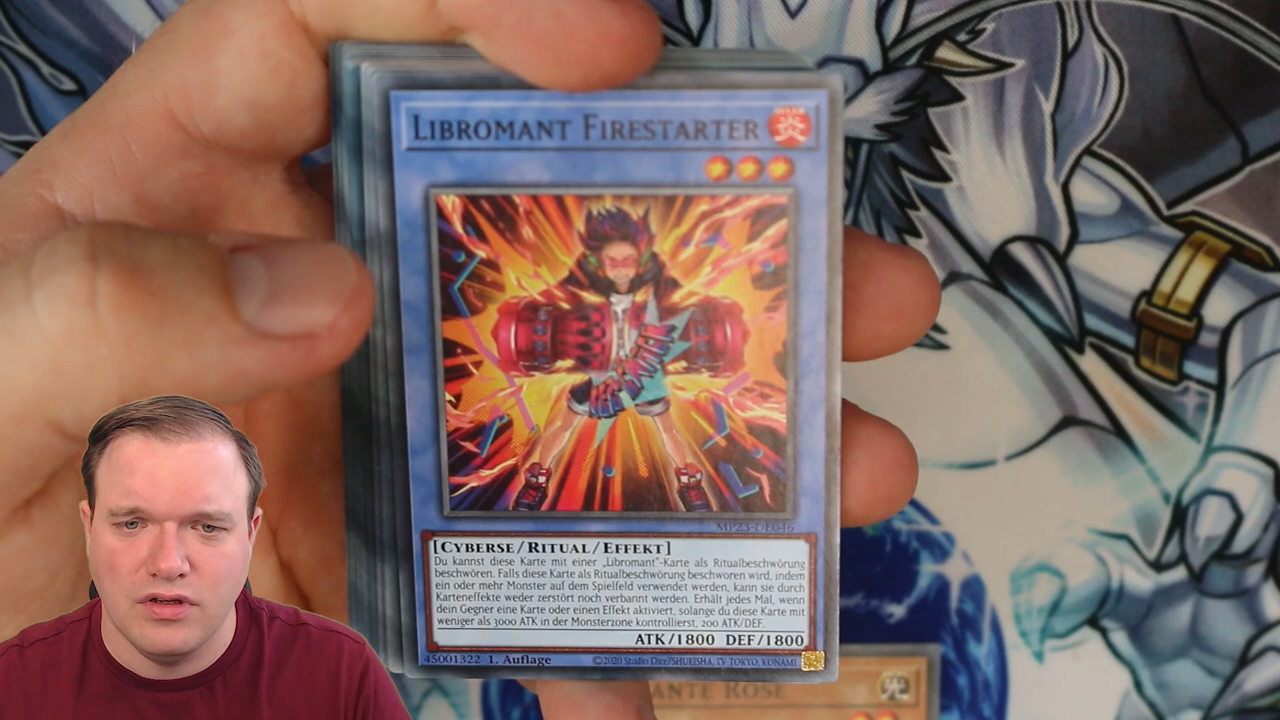 LIBROMANT FIRESTARTER
炎
MP23-DE046
[CYBERSE/RITUAL/EFFEKT]
Du kannst diese Karte mit einer „Libromant"-Karte als Ritualbeschwörung
beschwören. Falls diese Karte als Ritualbeschwörung beschworen wird, indem
ein oder mehr Monster auf dem Spielfeld verwendet werden, kann sie durch
Karteneffekte weder zerstört noch verbannt werden. Erhält jedes Mal, wenn
dein Gegner eine Karte oder einen Effekt aktiviert, solange du diese Karte mit
weniger als 3000 ATK in der Monsterzone kontrollierst, 200 ATK/DEF.
ATK/1800 DEF/1800
45001322 1. Auflage ©2020 Studio Dice/SHUEISHA, TV TOKYO, KONAMI
ANTE ROSE